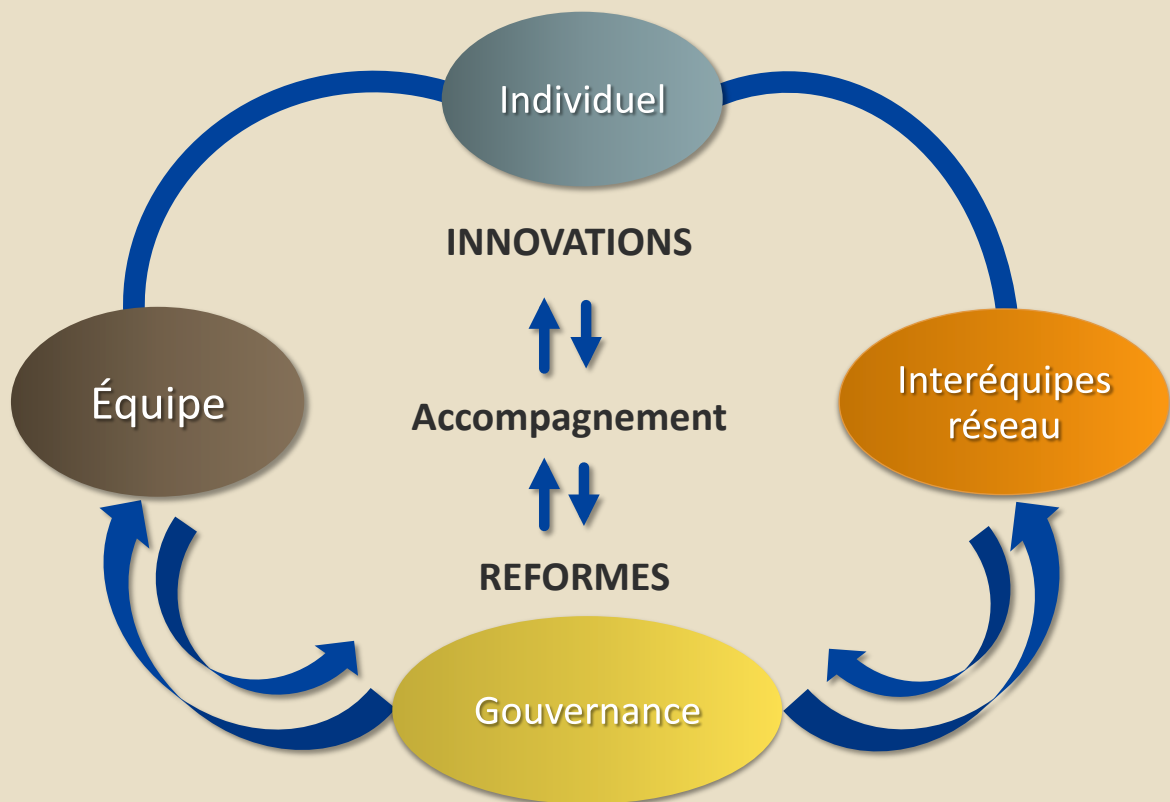 Individuel
INNOVATIONS
Équipe
Accompagnement
Interéquipes
réseau
REFORMES
Gouvernance